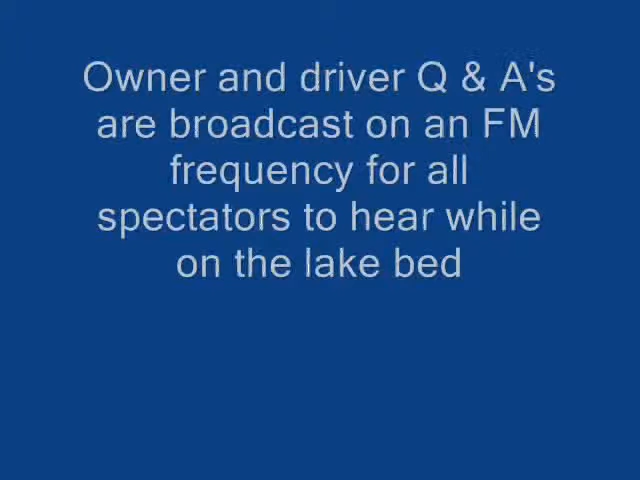 Owner and driver Q & A's
are broadcast on an FM
frequency for all
spectators to hear while
on the lake bed